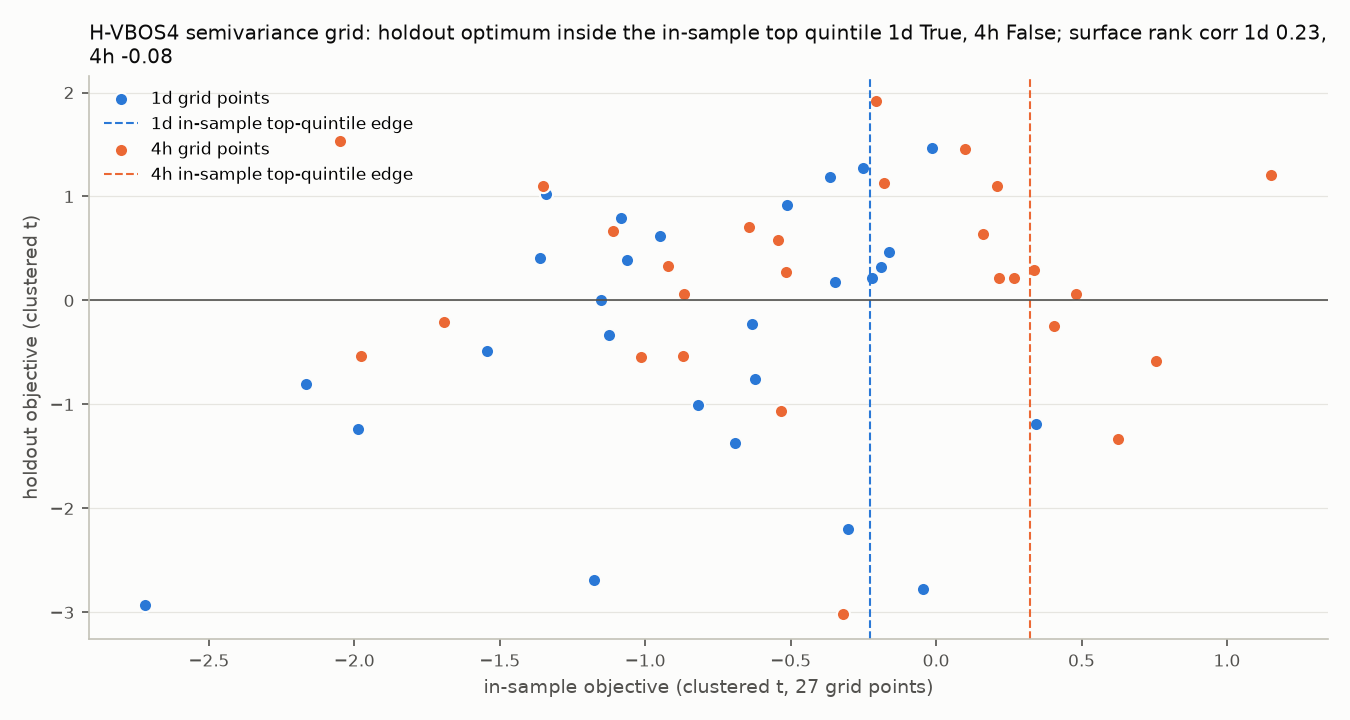 H-VBOS4 semivariance grid: holdout optimum inside the in-sample top quintile 1d True, 4h False; surface rank corr 1d 0.23,
4h -0.08
1d grid points
1d in-sample top-quintile edge
4h grid points
4h in-sample top-quintile edge
holdout objective (clustered t)
2
1
0
−1
−2
−3
−2.5
−2.0
−1.5
−1.0
−0.5
0.0
0.5
1.0
in-sample objective (clustered t, 27 grid points)